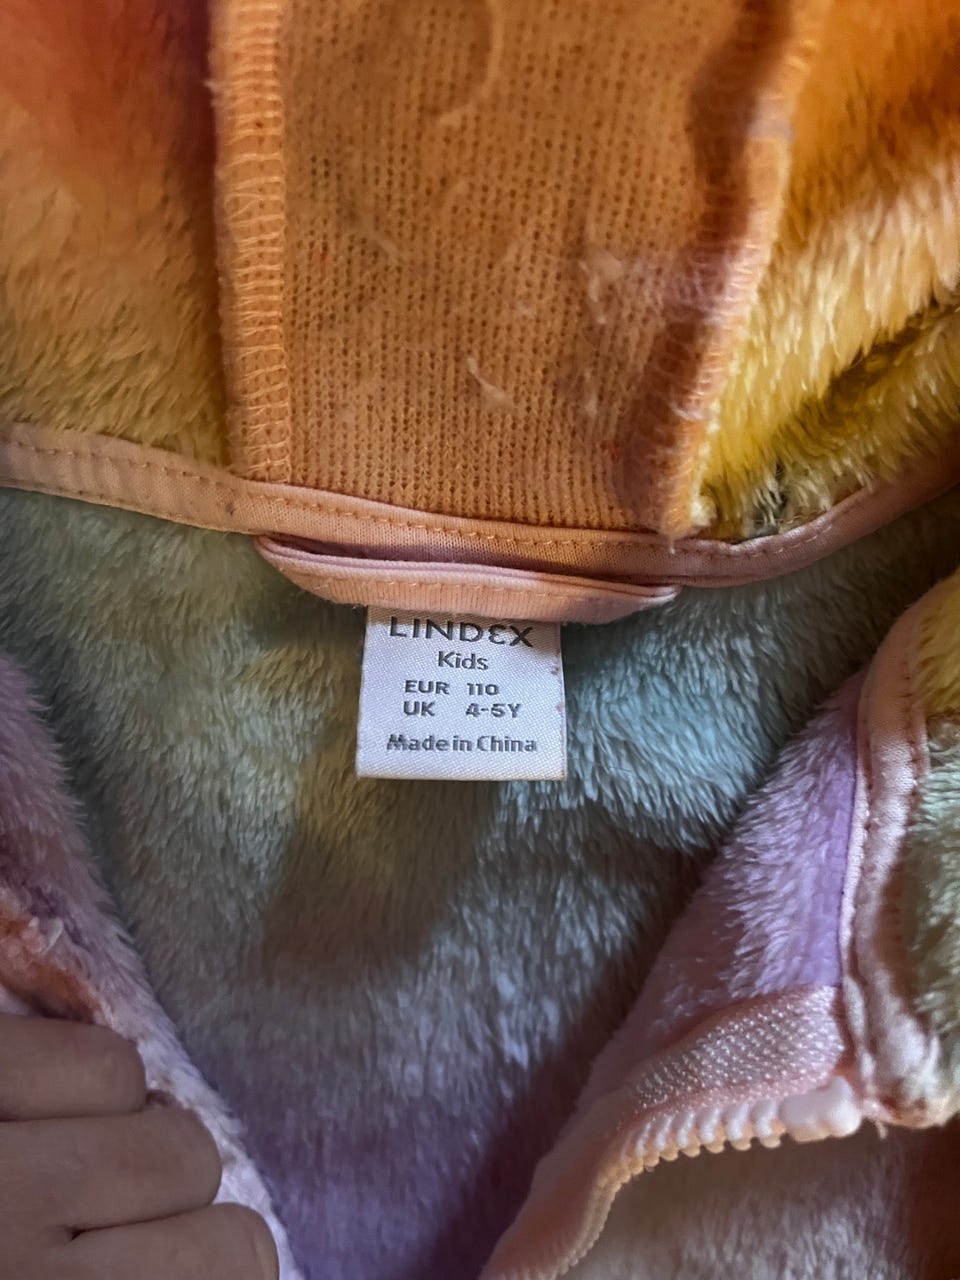 LINDEX
Kids
EUR 110
UK 4-5Y
Made in China